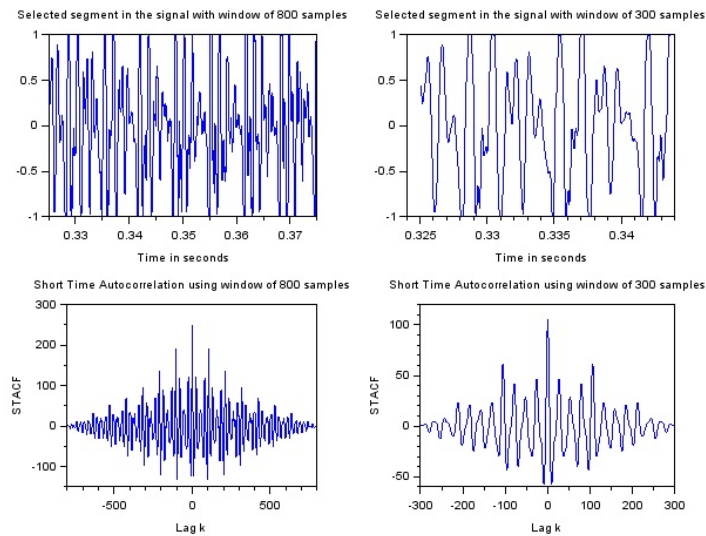 Selected segment in the signal with window of 800 samples
1
0.5
0
-0.5
-1
0.33 0.34 0.35 0.36 0.37
Time in seconds
Selected segment in the signal with window of 300 samples
1
0.5
0
-0.5
-1
0.325 0.33 0.335 0.34
Time in seconds
Short Time Autocorrelation using window of 800 samples
300
200
100
0
-100
STACF
-500 0 500
Lag k
Short Time Autocorrelation using window of 300 samples
100
50
0
-50
STACF
-300 -200 -100 0 100 200 300
Lag k